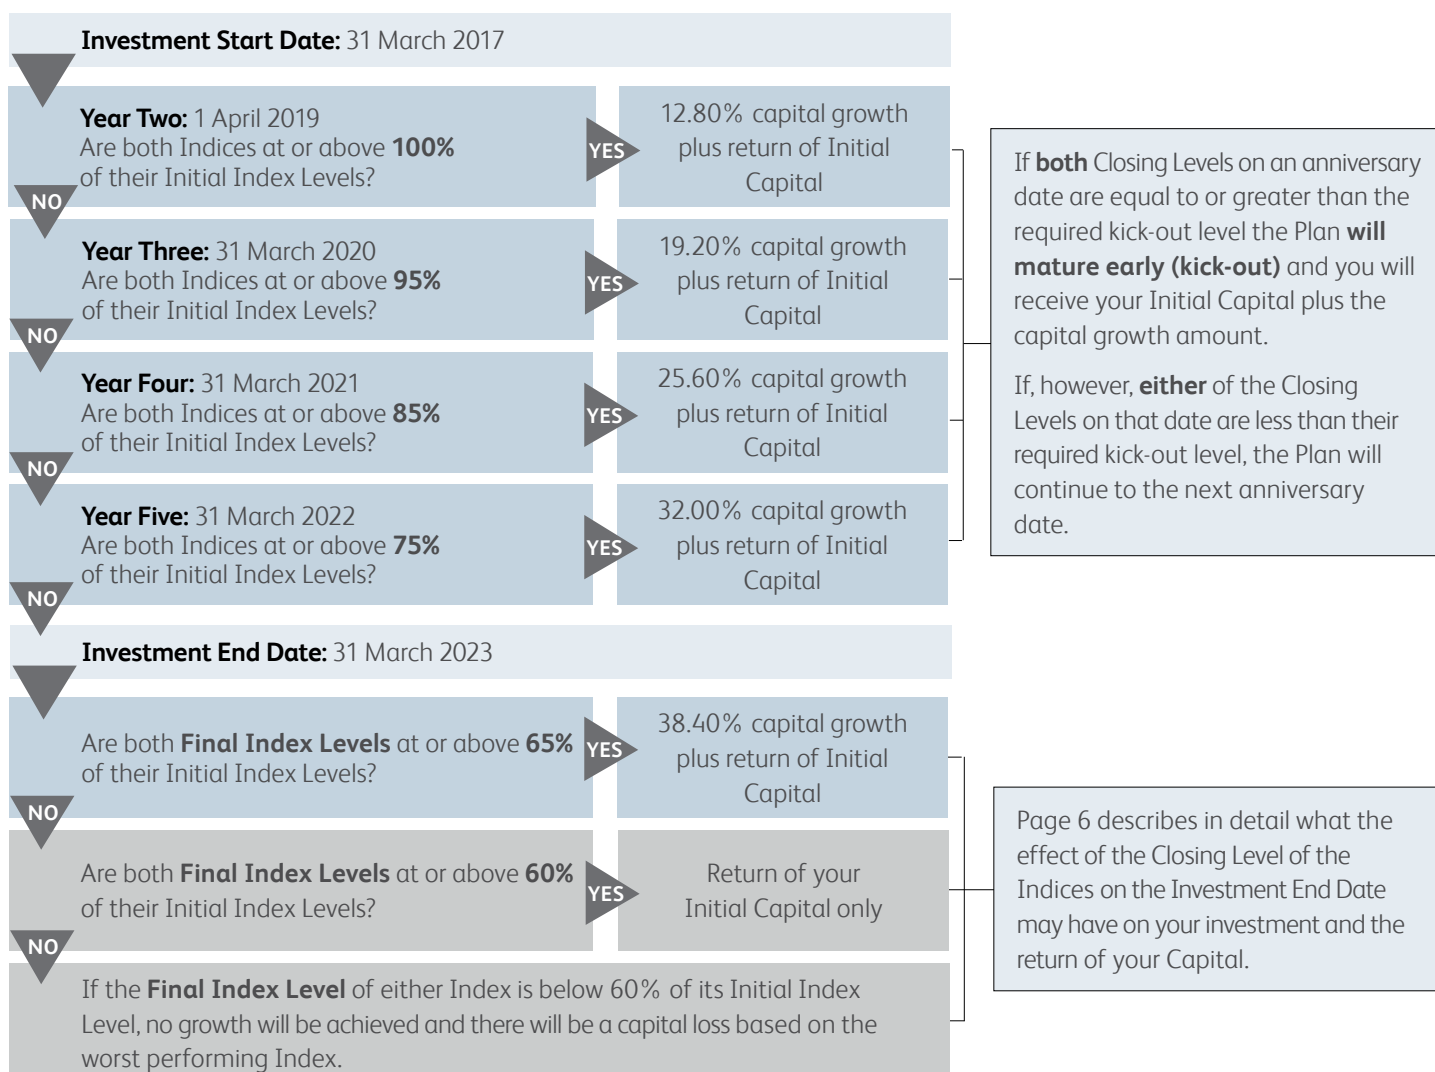 Investment Start Date: 31 March 2017
Year Two: 1 April 2019
Are both Indices at or above 100%
of their Initial Index Levels?
YES
12.80% capital growth
plus return of Initial
Capital
NO
Year Three: 31 March 2020
Are both Indices at or above 95%
of their Initial Index Levels?
YES
19.20% capital growth
plus return of Initial
Capital
NO
Year Four: 31 March 2021
Are both Indices at or above 85%
of their Initial Index Levels?
YES
25.60% capital growth
plus return of Initial
Capital
NO
Year Five: 31 March 2022
Are both Indices at or above 75%
of their Initial Index Levels?
YES
32.00% capital growth
plus return of Initial
Capital
NO
If both Closing Levels on an anniversary
date are equal to or greater than the
required kick-out level the Plan will
mature early (kick-out) and you will
receive your Initial Capital plus the
capital growth amount.
If, however, either of the Closing
Levels on that date are less than their
required kick-out level, the Plan will
continue to the next anniversary
date.
Investment End Date: 31 March 2023
Are both Final Index Levels at or above 65%
of their Initial Index Levels?
YES
38.40% capital growth
plus return of Initial
Capital
NO
Are both Final Index Levels at or above 60%
of their Initial Index Levels?
YES
Return of your
Initial Capital only
NO
If the Final Index Level of either Index is below 60% of its Initial Index
Level, no growth will be achieved and there will be a capital loss based on the
worst performing Index.
Page 6 describes in detail what the
effect of the Closing Level of the
Indices on the Investment End Date
may have on your investment and the
return of your Capital.